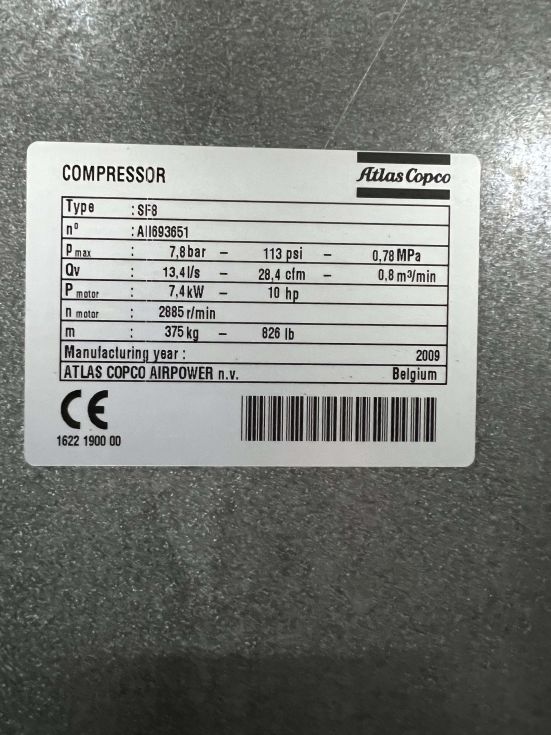 COMPRESSOR
Atlas Copco
Type : SF8
n° : AII693651
P max : 7,8 bar – 113 psi – 0,78 MPa
Qv : 13,4 l/s – 28,4 cfm – 0,8 m³/min
P motor : 7,4 kW – 10 hp
n motor : 2885 r/min
m : 375 kg – 826 lb
Manufacturing year : 2009
ATLAS COPCO AIRPOWER n.v. Belgium
CE
1622 1900 00